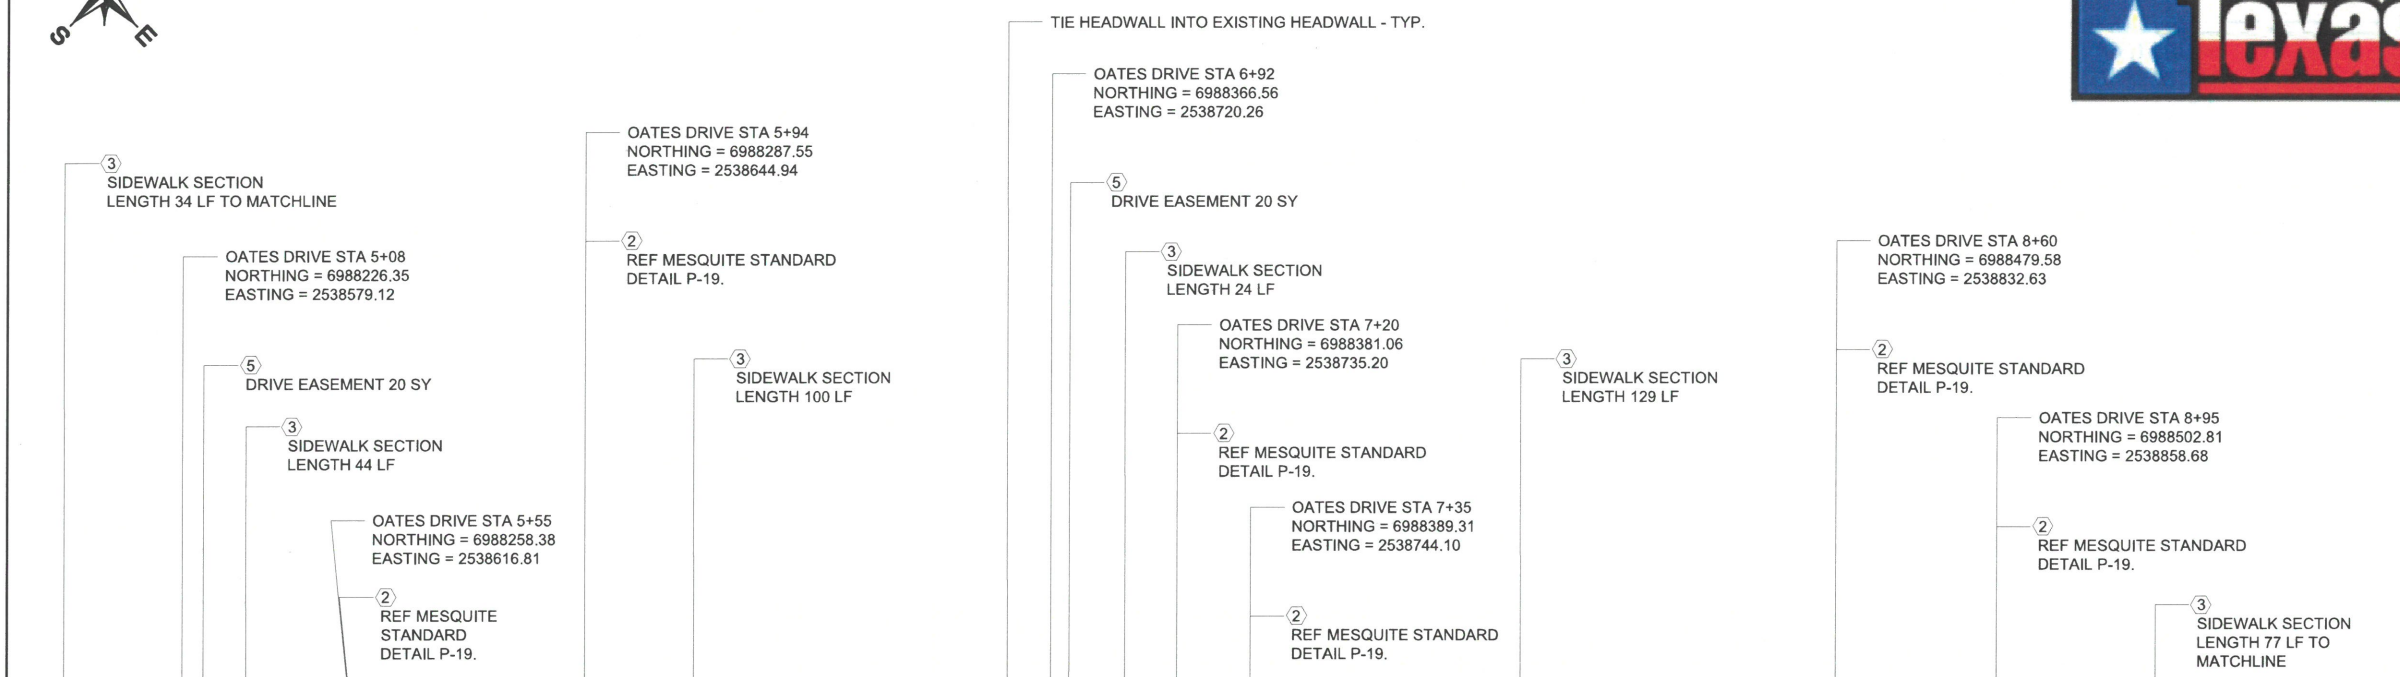 S
E
Texas
TIE HEADWALL INTO EXISTING HEADWALL - TYP.
OATES DRIVE STA 6+92
NORTHING = 6988366.56
EASTING = 2538720.26
OATES DRIVE STA 5+94
NORTHING = 6988287.55
EASTING = 2538644.94
3
SIDEWALK SECTION
LENGTH 34 LF TO MATCHLINE
5
DRIVE EASEMENT 20 SY
2
REF MESQUITE STANDARD
DETAIL P-19.
OATES DRIVE STA 8+60
NORTHING = 6988479.58
EASTING = 2538832.63
OATES DRIVE STA 5+08
NORTHING = 6988226.35
EASTING = 2538579.12
3
SIDEWALK SECTION
LENGTH 24 LF
OATES DRIVE STA 7+20
NORTHING = 6988381.06
EASTING = 2538735.20
2
REF MESQUITE STANDARD
DETAIL P-19.
5
DRIVE EASEMENT 20 SY
3
SIDEWALK SECTION
LENGTH 100 LF
3
SIDEWALK SECTION
LENGTH 129 LF
OATES DRIVE STA 8+95
NORTHING = 6988502.81
EASTING = 2538858.68
3
SIDEWALK SECTION
LENGTH 44 LF
2
REF MESQUITE STANDARD
DETAIL P-19.
OATES DRIVE STA 7+35
NORTHING = 6988389.31
EASTING = 2538744.10
OATES DRIVE STA 5+55
NORTHING = 6988258.38
EASTING = 2538616.81
2
REF MESQUITE STANDARD
DETAIL P-19.
2
REF MESQUITE
STANDARD
DETAIL P-19.
2
REF MESQUITE STANDARD
DETAIL P-19.
3
SIDEWALK SECTION
LENGTH 77 LF TO
MATCHLINE